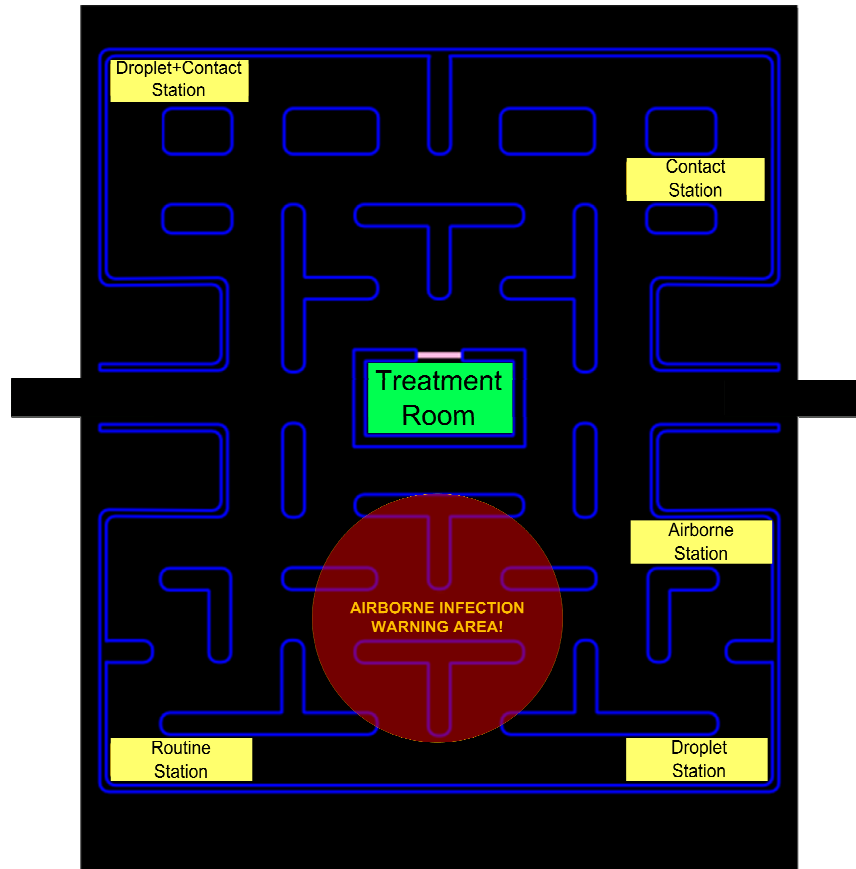 Droplet+Contact
Station
Contact
Station
Treatment
Room
Airborne
Station
AIRBORNE INFECTION
WARNING AREA!
Routine
Station
Droplet
Station